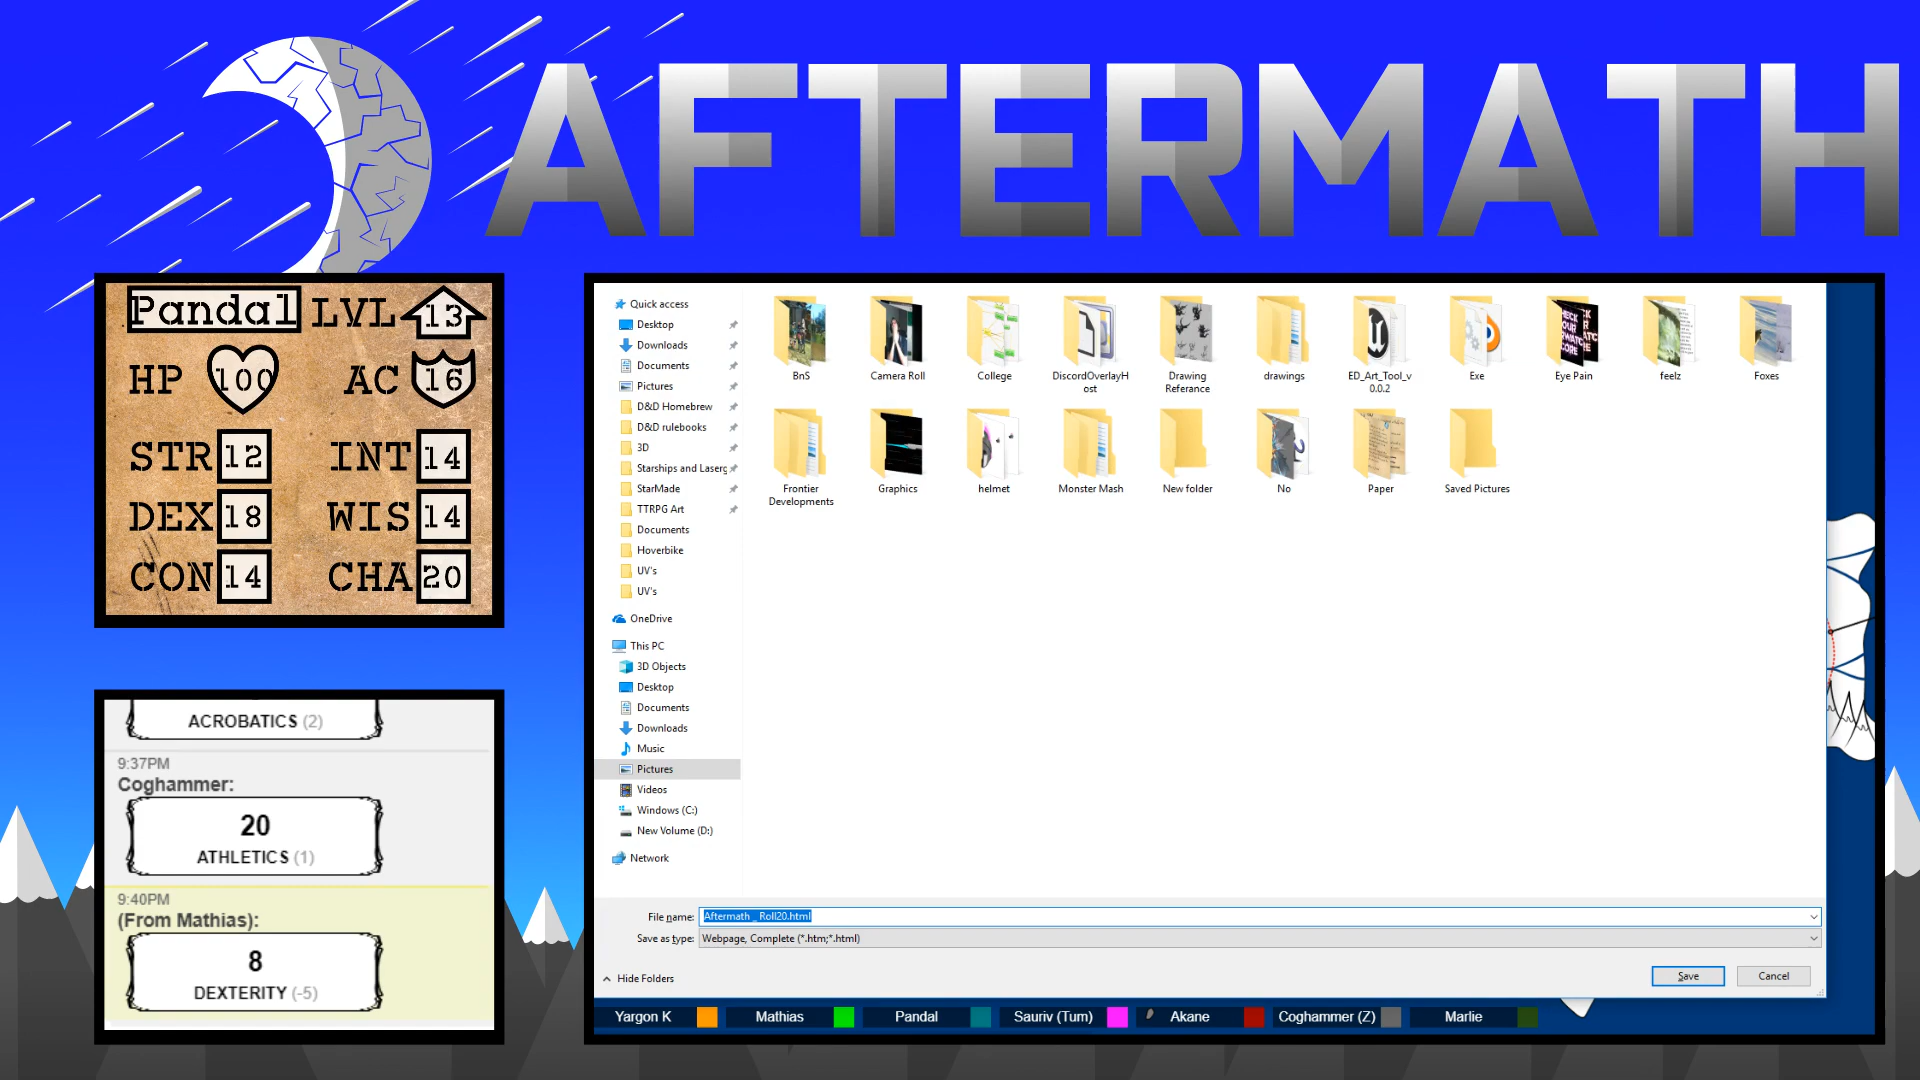 AFTERMATH
Pandal LVL 13
HP 100 AC 16
STR 12 INT 14
DEX 18 WIS 14
CON 14 CHA 20
ACROBATICS (2)
9:37PM
Coghammer:
20
ATHLETICS (1)
9:40PM
(From Mathias):
8
DEXTERITY (-5)
Quick access
Desktop
Downloads
Documents
Pictures
D&D Homebrew
D&D rulebooks
3D
Starships and Laserg
StarMade
TTRPG Art
Documents
Hoverbike
UV's
UV's
OneDrive
This PC
3D Objects
Desktop
Documents
Downloads
Music
Pictures
Videos
Windows (C:)
New Volume (D:)
Network
BnS
Camera Roll
College
DiscordOverlayH
ost
Drawing
Referance
drawings
ED_Art_Tool_v
0.0.2
Exe
Eye Pain
feelz
Foxes
Frontier
Developments
Graphics
helmet
Monster Mash
New folder
No
Paper
Saved Pictures
File name: Aftermath _ Roll20.html
Save as type: Webpage, Complete (*.htm;*.html)
Hide Folders
Save Cancel
Yargon K Mathias Pandal Sauriv (Tum) Akane Coghammer (Z) Marlie